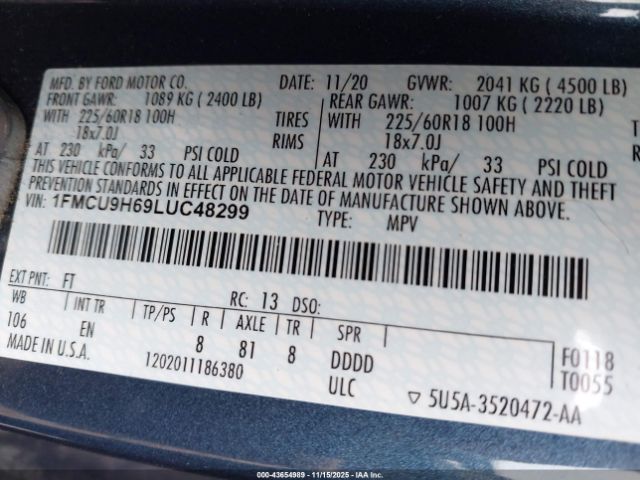 MFD. BY FORD MOTOR CO. DATE: 11/20 GVWR: 2041 KG ( 4500 LB)
FRONT GAWR: 1089 KG ( 2400 LB) REAR GAWR: 1007 KG ( 2220 LB)
WITH 225/60R18 100H TIRES WITH 225/60R18 100H
18x7.0J RIMS 18x7.0J
AT 230 kPa/ 33 PSI COLD AT 230 kPa/ 33 PSI COLD
THIS VEHICLE CONFORMS TO ALL APPLICABLE FEDERAL MOTOR VEHICLE SAFETY AND THEFT
PREVENTION STANDARDS IN EFFECT ON THE DATE OF MANUFACTURE SHOWN ABOVE.
VIN: 1FMCU9H69LUC48299 TYPE: MPV
EXT PNT: FT RC: 13 DSO:
WB INT TR TP/PS R AXLE TR SPR
106 EN 8 81 8 DDDD F0118
MADE IN U.S.A. 1202011186380 ULC T0055
▽ 5U5A-3520472-AA
000-43654989 11/15/2025 IAA Inc. Copyright